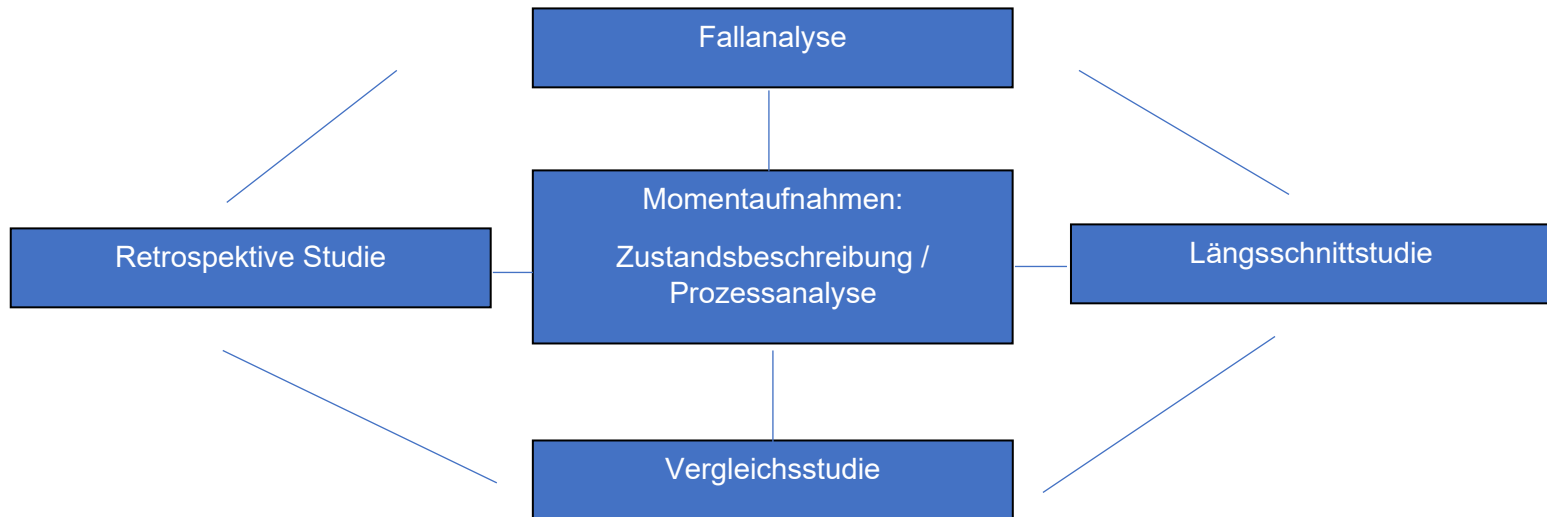 Fallanalyse
Momentaufnahmen:
Zustandsbeschreibung /
Prozessanalyse
Retrospektive Studie
Längsschnittstudie
Vergleichsstudie